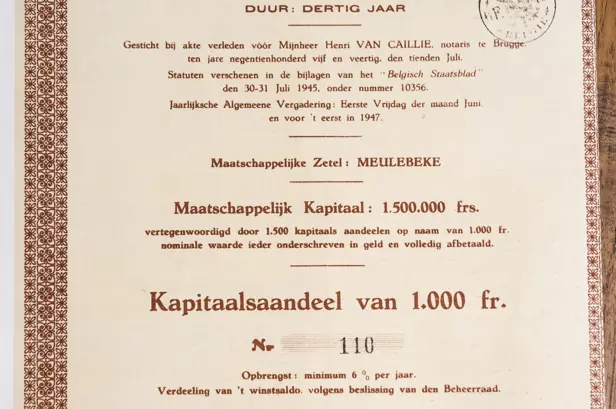 DUUR: DERTIG JAAR
Gesticht bij akte verleden vóór Mijnheer Henri VAN CAILLIE, notaris te Brugge,
ten jare negentienhonderd vijf en veertig, den tienden Juli.
Statuten verschenen in de bijlagen van het "Belgisch Staatsblad"
den 30-31 Juli 1945, onder nummer 10356.
Jaarlijksche Algemeene Vergadering: Eerste Vrijdag der maand Juni.
en voor 't eerst in 1947.
Maatschappelijke Zetel: MEULEBEKE
Maatschappelijk Kapitaal: 1.500.000 frs.
vertegenwoordigd door 1.500 kapitaals aandeelen op naam van 1.000 fr.
nominale waarde ieder onderschreven in geld en volledig afbetaald.
Kapitaalsaandeel van 1.000 fr.
Nr 110
Opbrengst: minimum 6 % per jaar.
Verdeeling van 't winstsaldo, volgens beslissing van den Beheerraad.